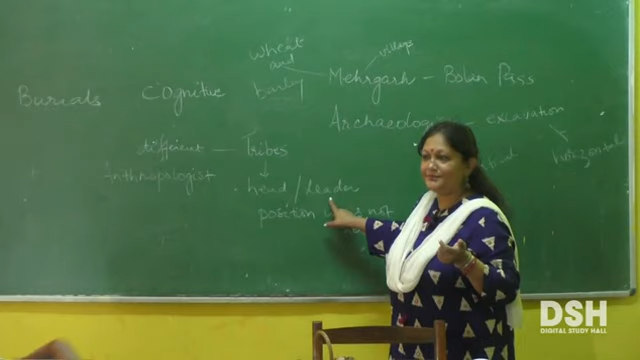 wheat and barley
village
Mehrgarh - Bolan Pass
Burials
Cognitive
Archaeologi excavation
horizontal
different - Tribes
Anthropologist
head / leader
position not
DSH
DIGITAL STUDY HALL